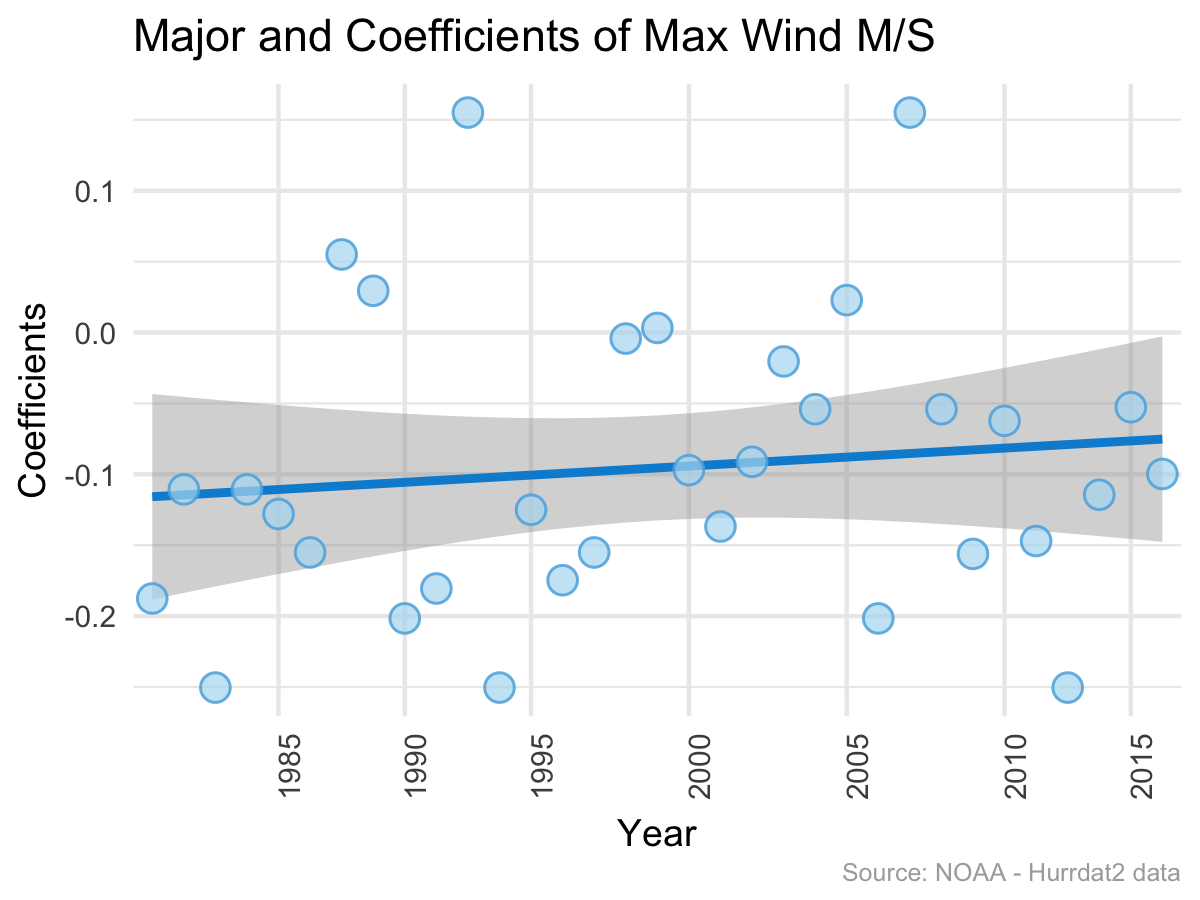 Major and Coefficients of Max Wind M/S
Coefficients
0.1
0.0
-0.1
-0.2
1985
1990
1995
2000
2005
2010
2015
Year
Source: NOAA - Hurrdat2 data